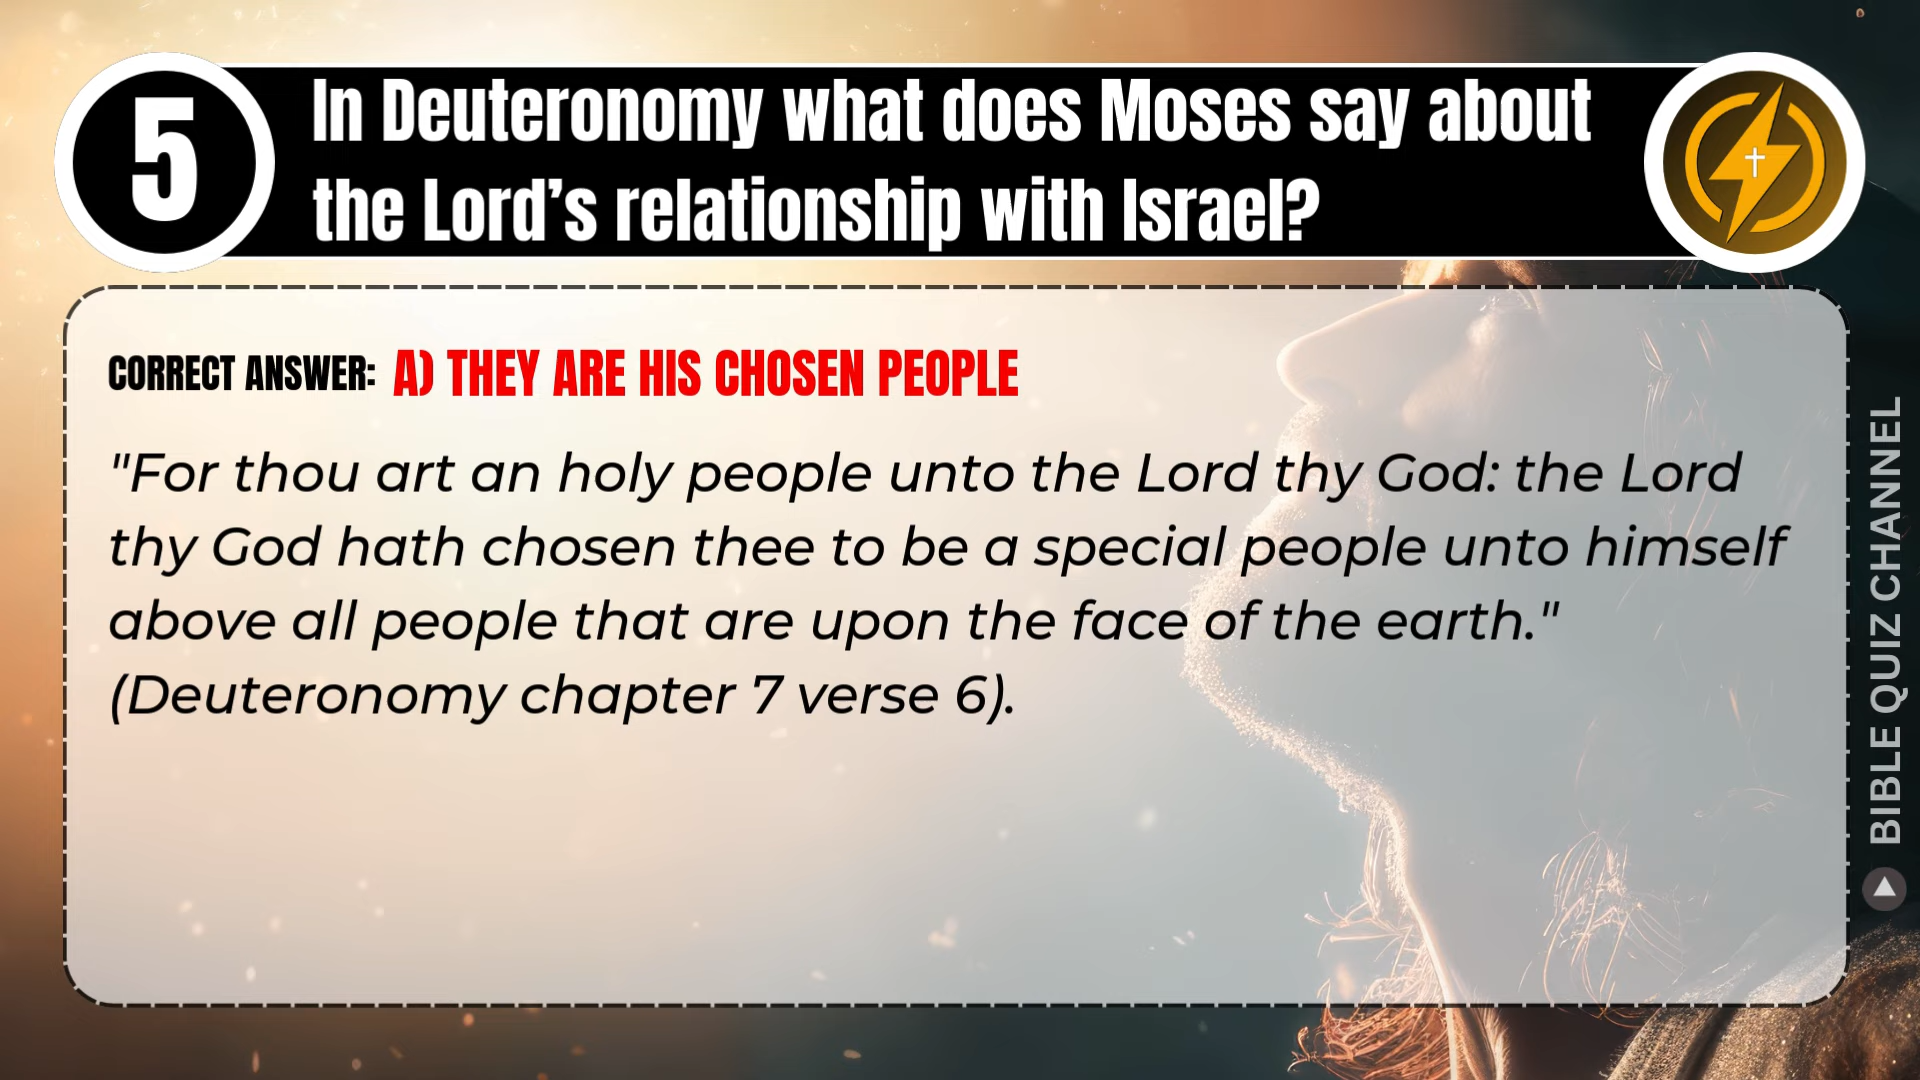 5
In Deuteronomy what does Moses say about
the Lord’s relationship with Israel?
CORRECT ANSWER: A) THEY ARE HIS CHOSEN PEOPLE
"For thou art an holy people unto the Lord thy God: the Lord
thy God hath chosen thee to be a special people unto himself
above all people that are upon the face of the earth."
(Deuteronomy chapter 7 verse 6).
BIBLE QUIZ CHANNEL